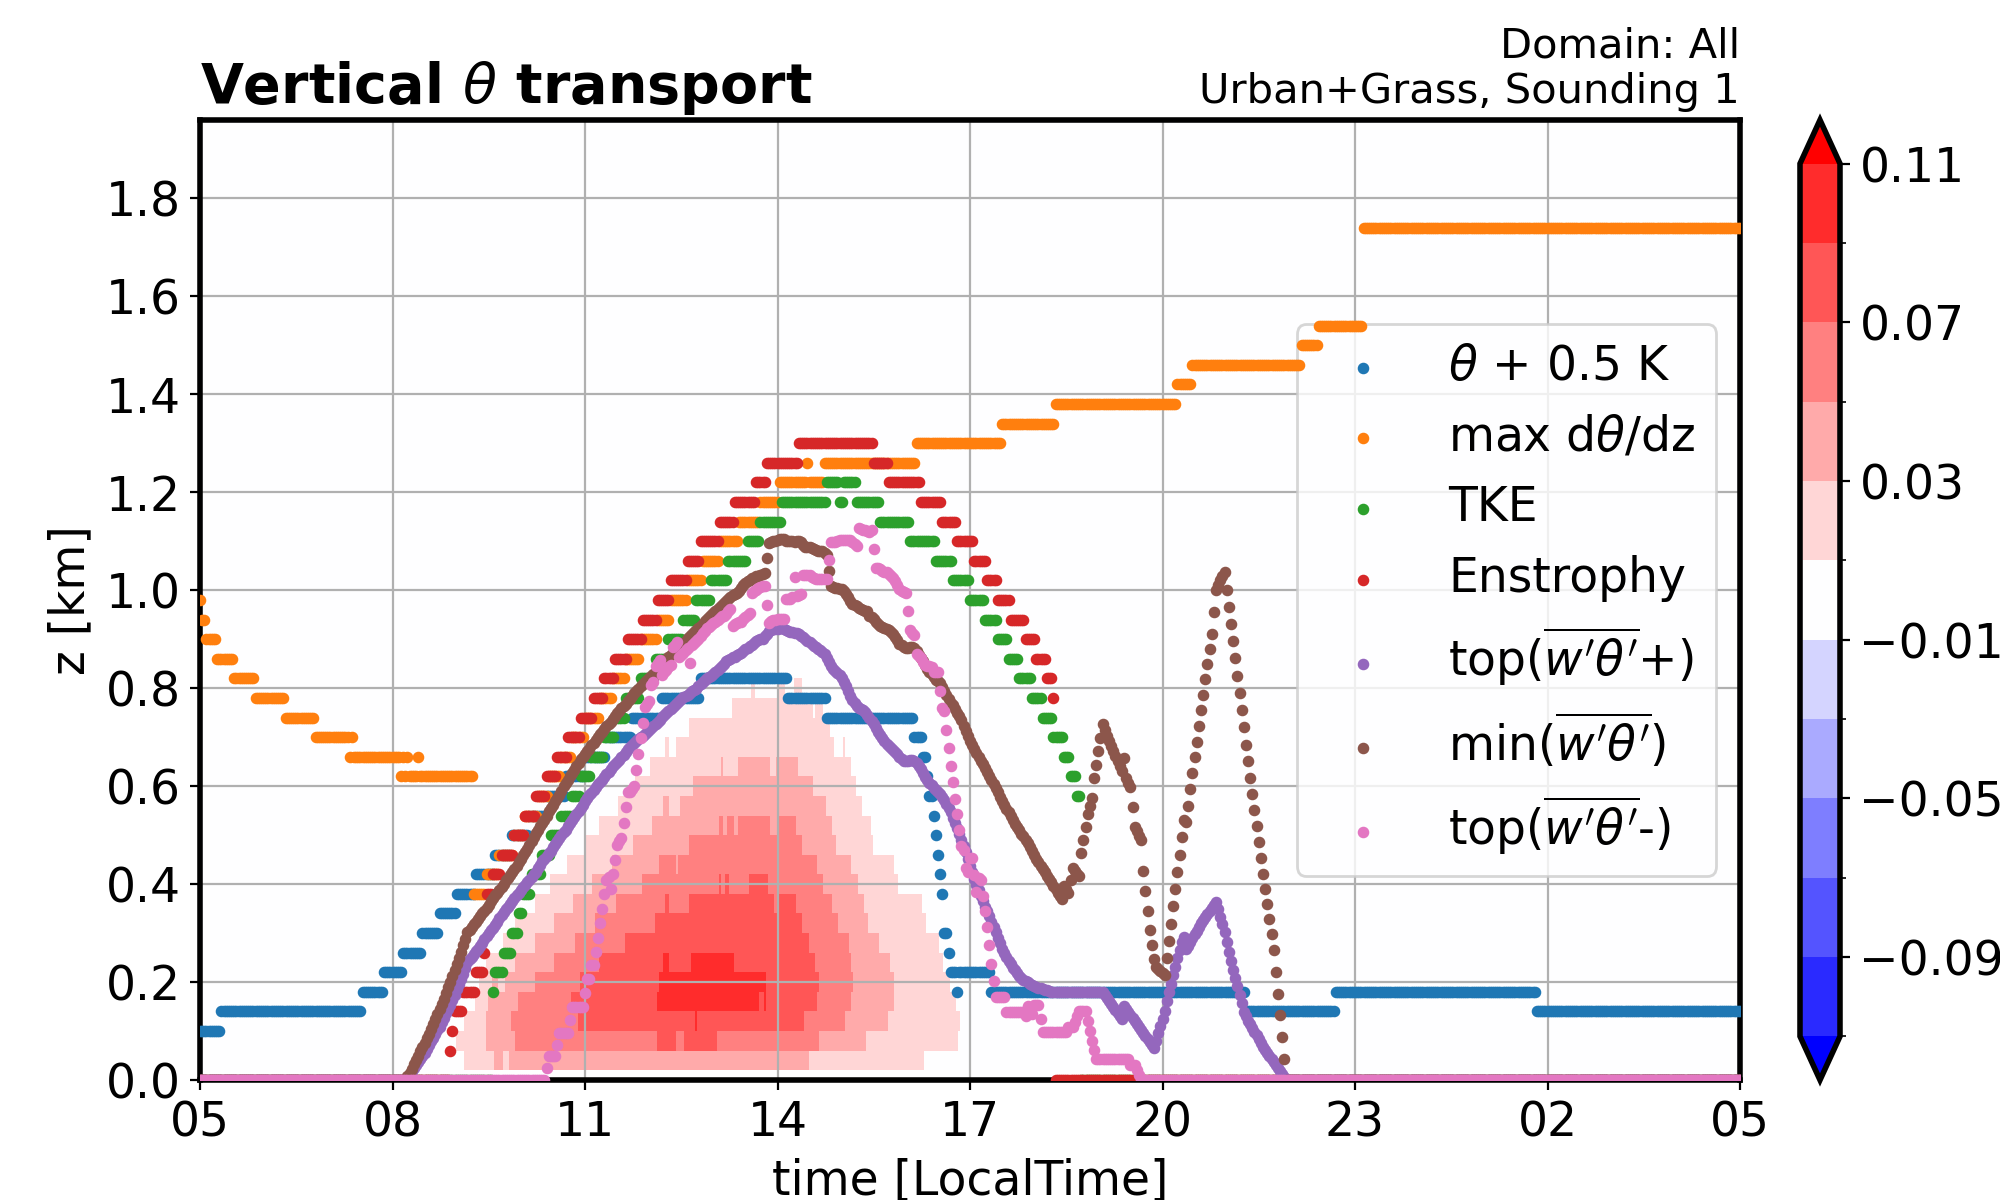 Domain: All
Vertical θ transport
Urban+Grass, Sounding 1
z [km]
1.8
1.6
1.4
1.2
1.0
0.8
0.6
0.4
0.2
0.0
05 08 11 14 17 20 23 02 05
time [LocalTime]
θ + 0.5 K
max dθ/dz
TKE
Enstrophy
top(w′θ′+)
min(w′θ′)
top(w′θ′-)
0.11
0.07
0.03
−0.01
−0.05
−0.09